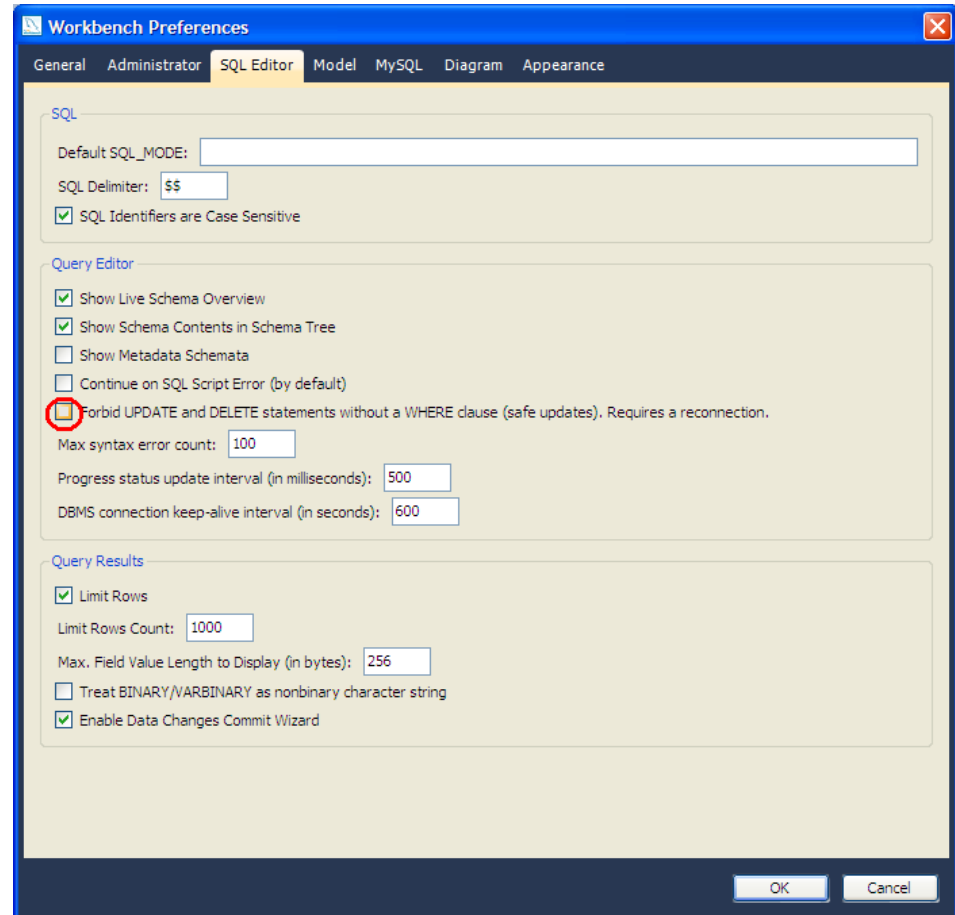 Workbench Preferences
General Administrator SQL Editor Model MySQL Diagram Appearance
SQL
Default SQL_MODE:
SQL Delimiter: $$
SQL Identifiers are Case Sensitive
Query Editor
Show Live Schema Overview
Show Schema Contents in Schema Tree
Show Metadata Schemata
Continue on SQL Script Error (by default)
Forbid UPDATE and DELETE statements without a WHERE clause (safe updates). Requires a reconnection.
Max syntax error count: 100
Progress status update interval (in milliseconds): 500
DBMS connection keep-alive interval (in seconds): 600
Query Results
Limit Rows
Limit Rows Count: 1000
Max. Field Value Length to Display (in bytes): 256
Treat BINARY/VARBINARY as nonbinary character string
Enable Data Changes Commit Wizard
OK Cancel